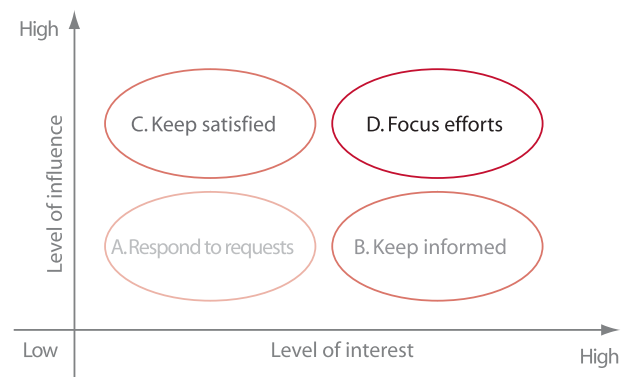 High
C. Keep satisfied
D. Focus efforts
Level of influence
A. Respond to requests
B. Keep informed
Low
Level of interest
High